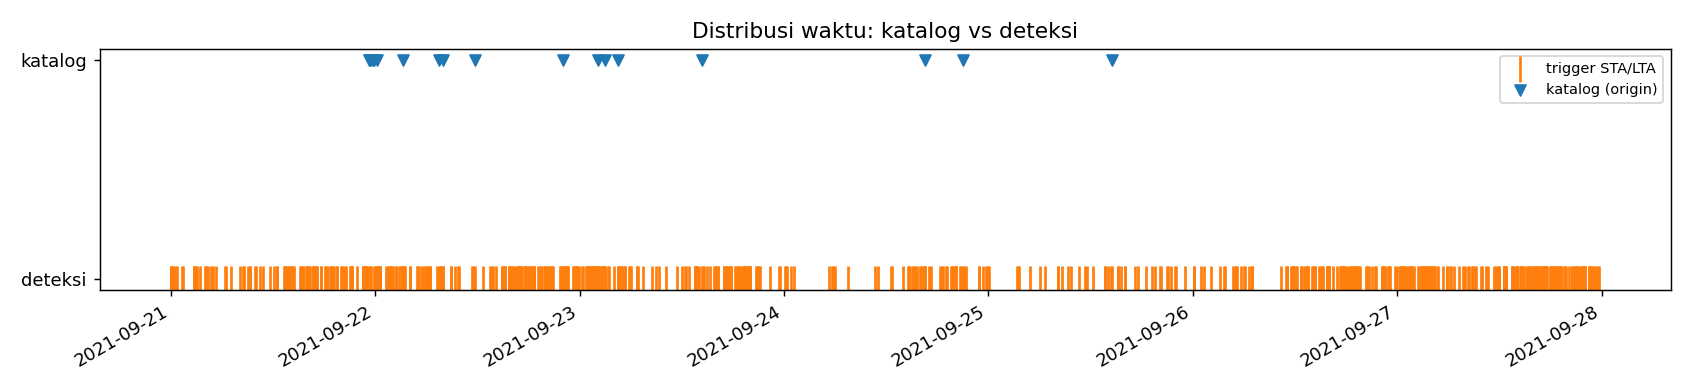 Distribusi waktu: katalog vs deteksi
katalog
trigger STA/LTA
katalog (origin)
deteksi
2021-09-21
2021-09-22
2021-09-23
2021-09-24
2021-09-25
2021-09-26
2021-09-27
2021-09-28